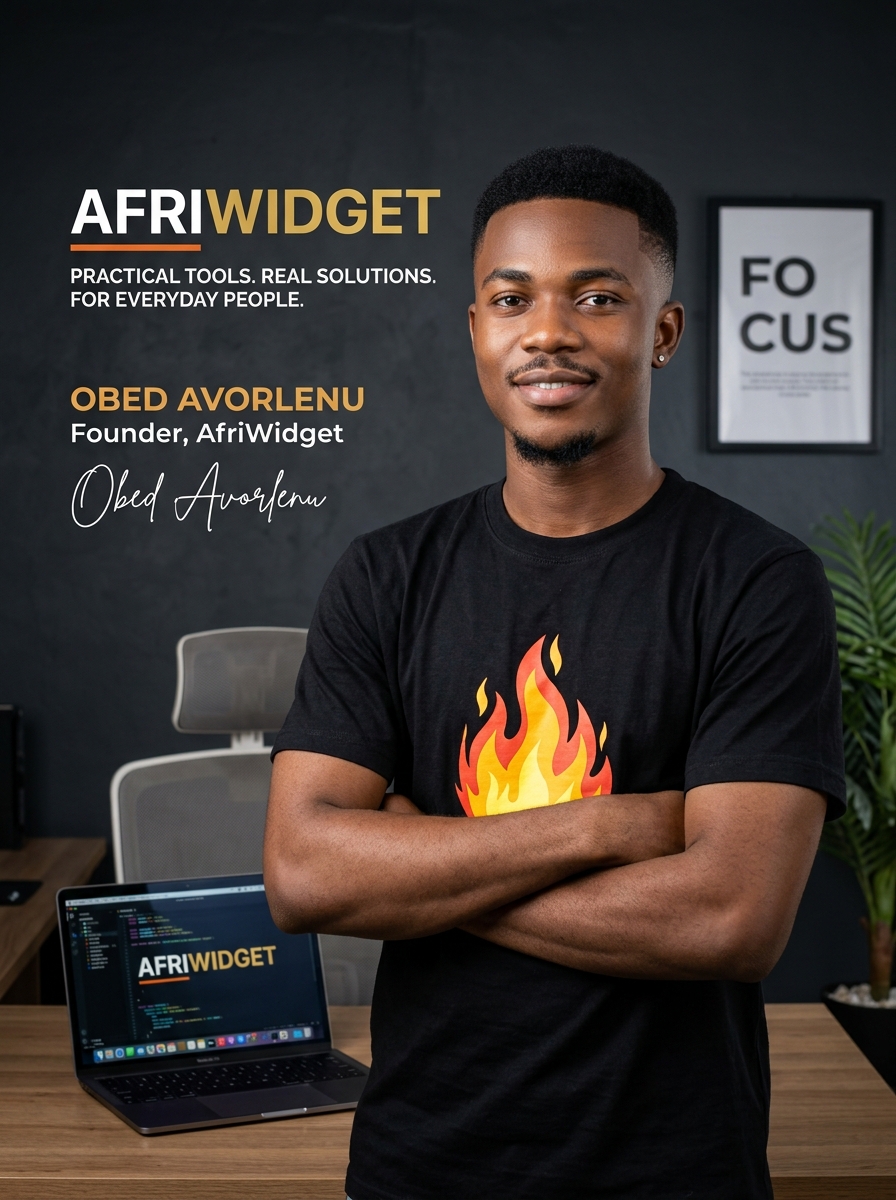 AFRIWIDGET
PRACTICAL TOOLS. REAL SOLUTIONS.
FOR EVERYDAY PEOPLE.
OBED AVORLENU
Founder, AfriWidget
Obed Avorlenu
FO
CUS
AFRIWIDGET